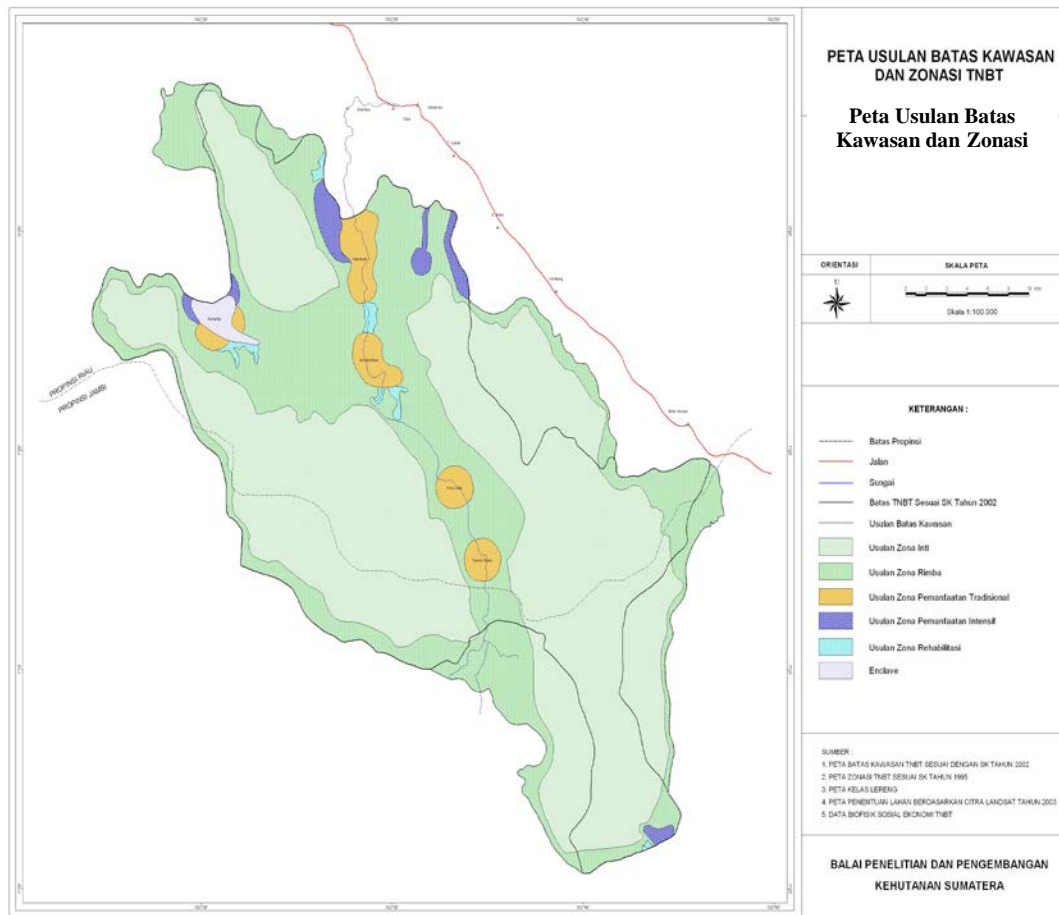 PETA USULAN BATAS KAWASAN
DAN ZONASI TNBT
Peta Usulan Batas
Kawasan dan Zonasi
ORIENTASI
SKALA PETA
Skala 1:100 000
PROPINSI RIAU
PROPINSI JAMBI
KETERANGAN :
Batas Propinsi
Jalan
Sungai
Batas TNBT Sesuai SK Tahun 2002
Usulan Batas Kawasan
Usulan Zona Inti
Usulan Zona Rimba
Usulan Zona Pemanfaatan Tradisional
Usulan Zona Pemanfaatan Intensif
Usulan Zona Rehabilitasi
Enclave
SUMBER :
1. PETA BATAS KAWASAN TNBT SESUAI DENGAN SK TAHUN 2002
2. PETA ZONASI TNBT SESUAI SK TAHUN 1995
3. PETA KELAS LERENG
4. PETA PENENTUAN LAHAN BERDASARKAN CITRA LANDSAT TAHUN 2003
5. DATA BIOFISIK SOSIAL EKONOMI TNBT
BALAI PENELITIAN DAN PENGEMBANGAN
KEHUTANAN SUMATERA